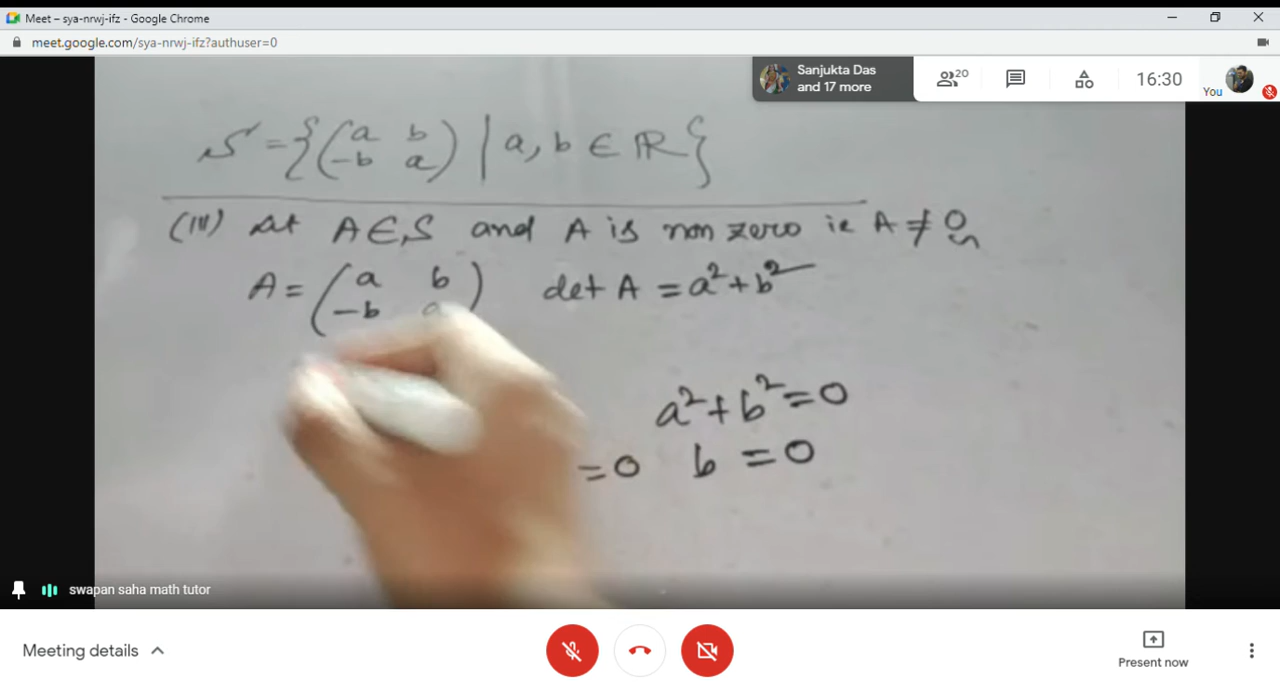 Meet – sya-nrwj-ifz - Google Chrome
meet.google.com/sya-nrwj-ifz?authuser=0
Sanjukta Das
and 17 more
20
16:30
You
S = {(a b
-b a) | a, b ∈ ℝ}
(III) Let A ∈ S and A is non zero ie A ≠ 0
A = (a b
-b a) det A = a² + b²
a² + b² = 0
= 0 b = 0
swapan saha math tutor
Meeting details
Present now